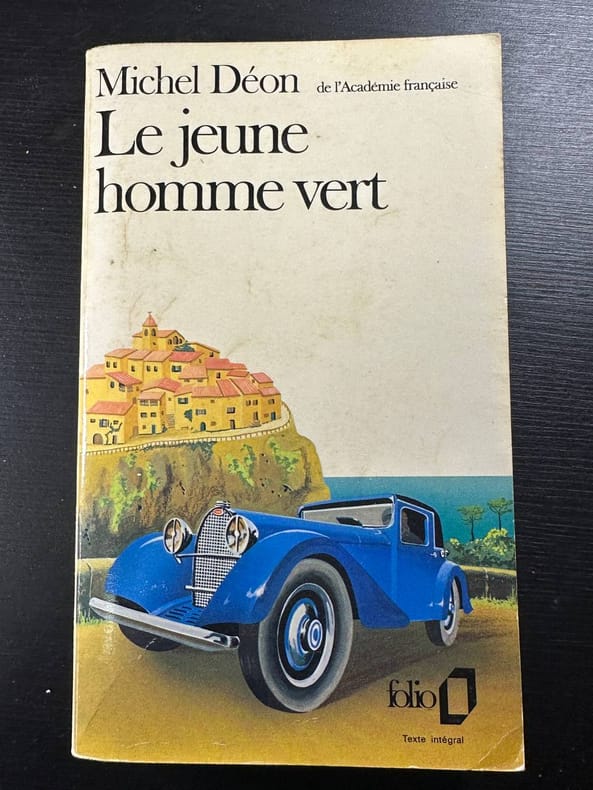 Michel Déon de l'Académie française
Le jeune
homme vert
folio
Texte intégral